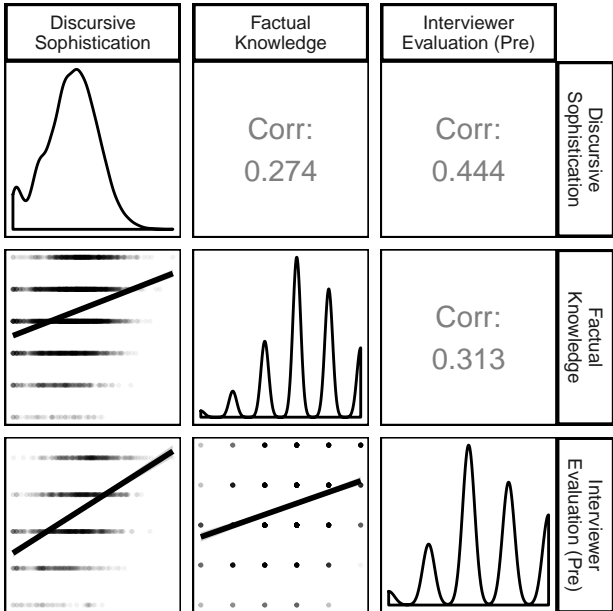 Discursive
Sophistication
Factual
Knowledge
Interviewer
Evaluation (Pre)
Corr:
0.274
Corr:
0.444
Discursive
Sophistication
Corr:
0.313
Factual
Knowledge
Interviewer
Evaluation (Pre)